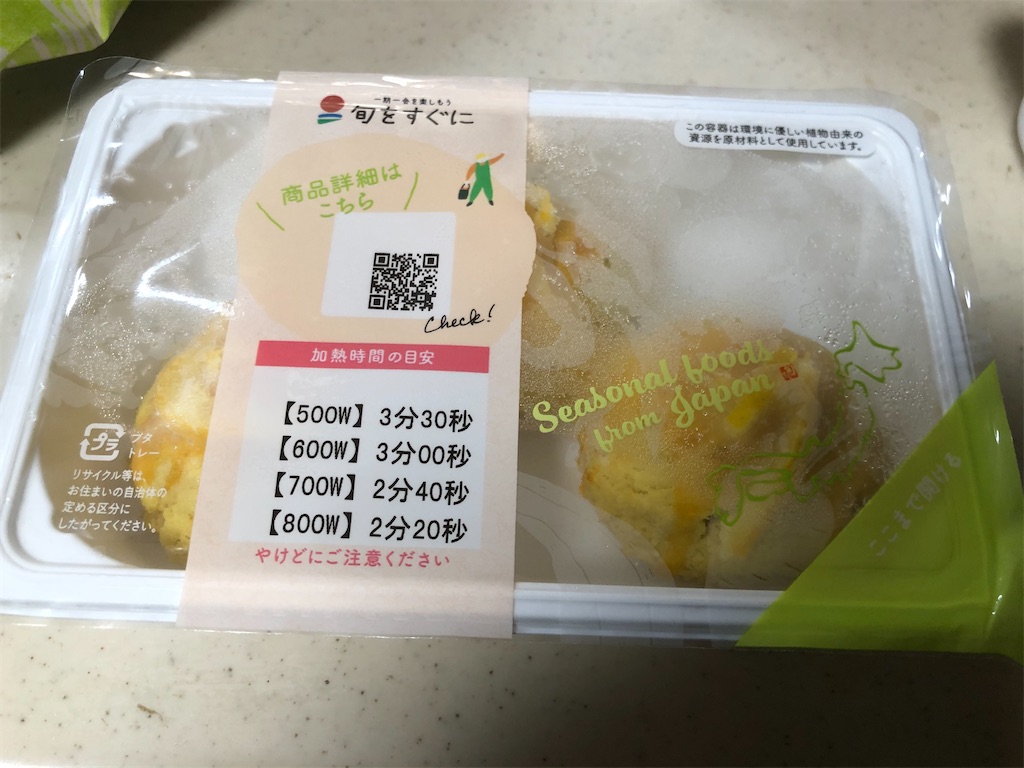 一期一会を楽しもう
旬をすぐに
この容器は環境に優しい植物由来の
資源を原材料として使用しています。
商品詳細は
こちら
Check!
加熱時間の目安
【500W】3分30秒
【600W】3分00秒
【700W】2分40秒
【800W】2分20秒
やけどにご注意ください
Seasonal foods
from Japan
プラ
フタ
トレー
リサイクル等は、
お住まいの自治体の
定める区分に
したがってください。
ここまで開ける